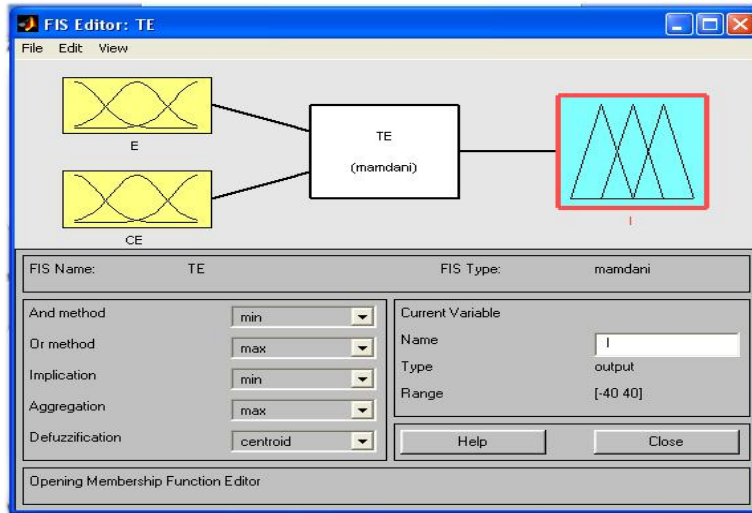 FIS Editor: TE
File Edit View
E
TE
(mamdani)
CE
I
FIS Name: TE FIS Type: mamdani
And method min
Or method max
Implication min
Aggregation max
Defuzzification centroid
Current Variable
Name I
Type output
Range [-40 40]
Help Close
Opening Membership Function Editor